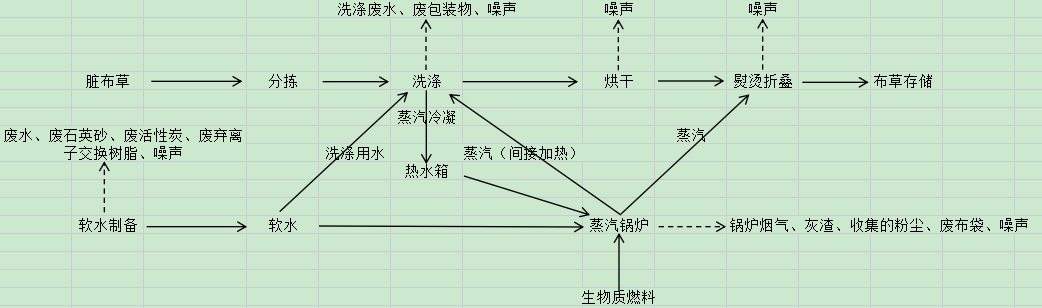 洗涤废水、废包装物、噪声
噪声
噪声
脏布草
分拣
洗涤
烘干
熨烫折叠
布草存储
蒸汽冷凝
废水、废石英砂、废活性炭、废弃离
子交换树脂、噪声
洗涤用水
蒸汽（间接加热）
蒸汽
热水箱
软水制备
软水
蒸汽锅炉
锅炉烟气、灰渣、收集的粉尘、废布袋、噪声
生物质燃料